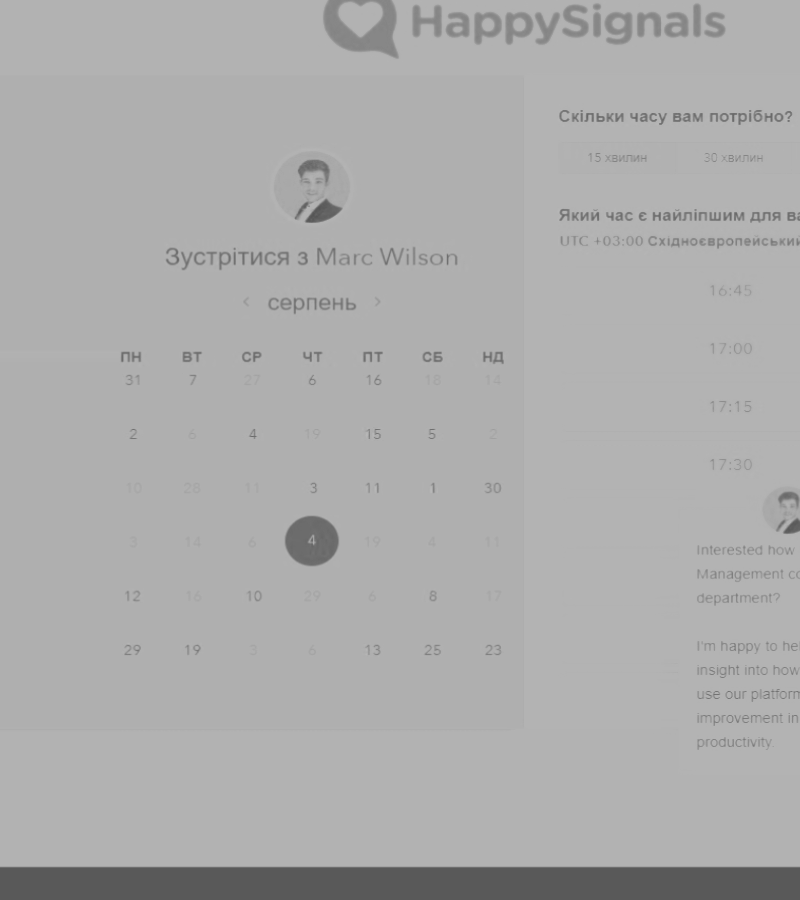 HappySignals
Зустрітися з Marc Wilson
‹ серпень ›
ПН ВТ СР ЧТ ПТ СБ НД
31 7 27 6 16 18 14
2 6 4 19 15 5 2
10 28 11 3 11 1 30
3 14 6 4 19 4 11
12 16 10 29 6 8 17
29 19 3 6 13 25 23
Скільки часу вам потрібно?
15 хвилин 30 хвилин
Який час є найліпшим для
UTC +03:00 Східноєвропейський
16:45
17:00
17:15
17:30
Interested how
Management
department?
I'm happy to
insight into how
use our platform
improvement in
productivity.